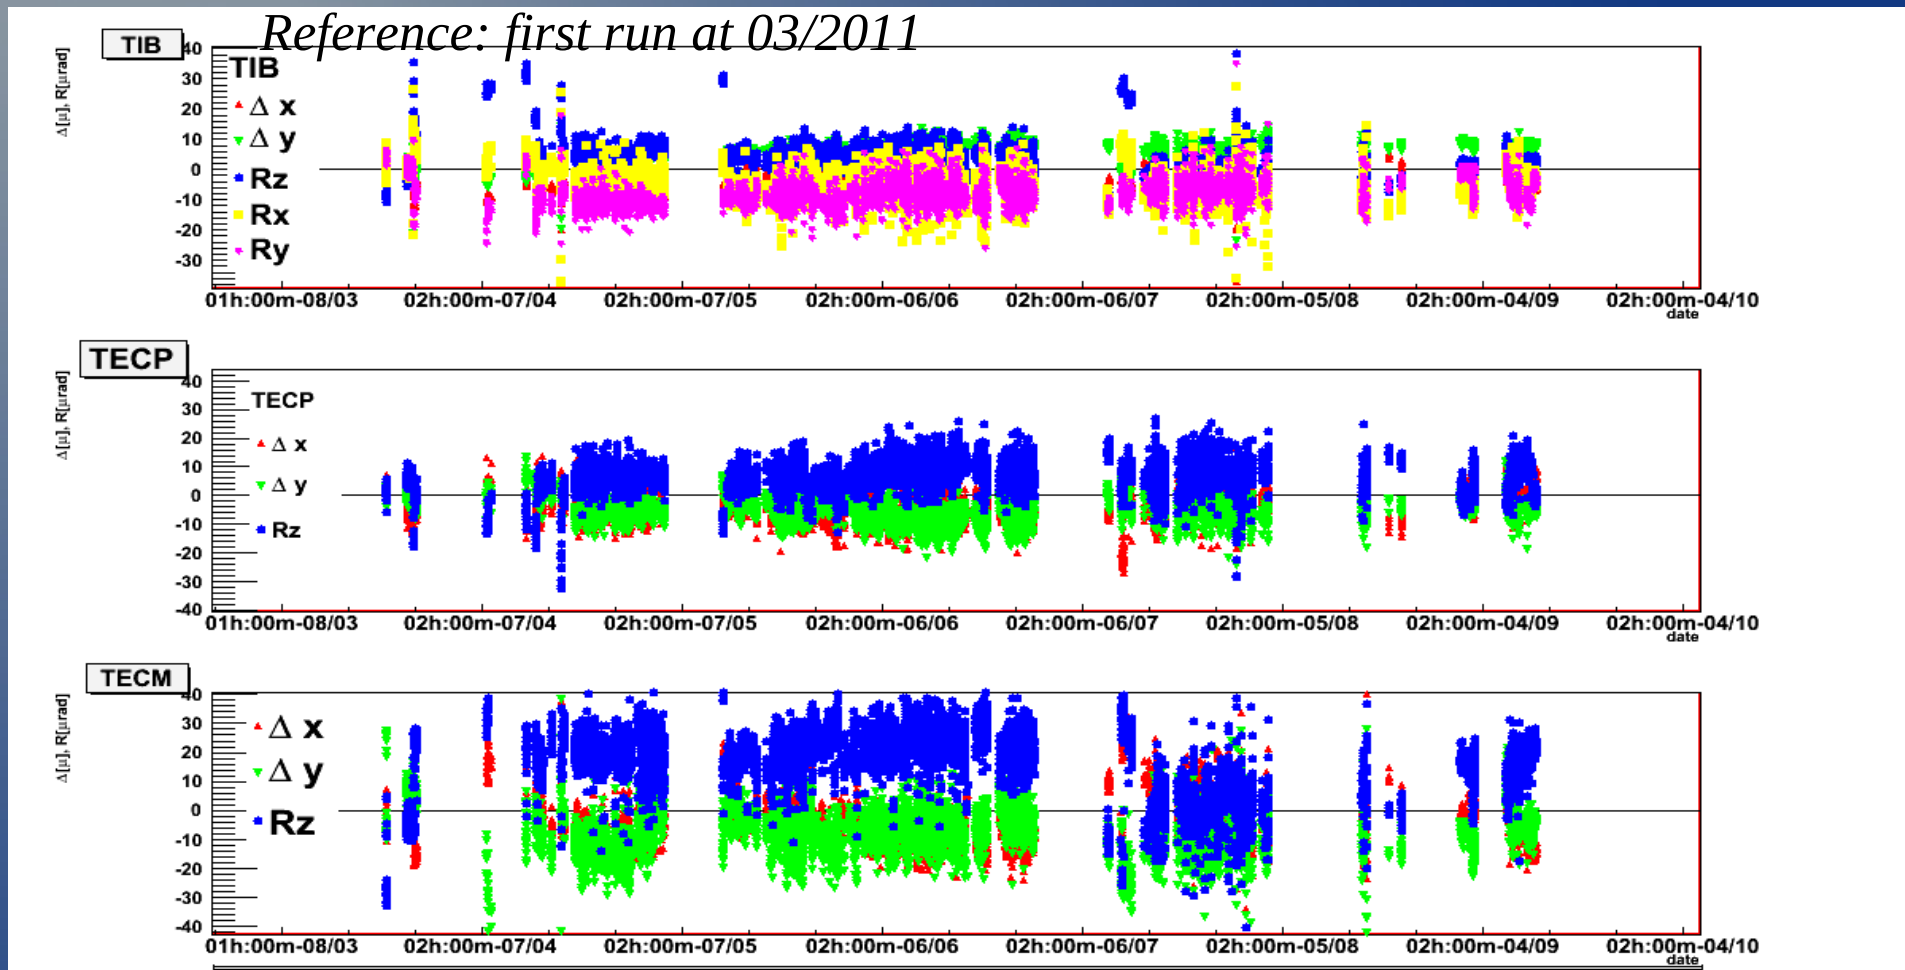 Reference: first run at 03/2011
TIB
Δ[μ], R[μrad]
40
30
20
10
0
-10
-20
-30
TIB
Δ x
Δ y
Rz
Rx
Ry
01h:00m-08/03 02h:00m-07/04 02h:00m-07/05 02h:00m-06/06 02h:00m-06/07 02h:00m-05/08 02h:00m-04/09 02h:00m-04/10
date
TECP
Δ[μ], R[μrad]
40
30
20
10
0
-10
-20
-30
-40
TECP
Δ x
Δ y
Rz
01h:00m-08/03 02h:00m-07/04 02h:00m-07/05 02h:00m-06/06 02h:00m-06/07 02h:00m-05/08 02h:00m-04/09 02h:00m-04/10
date
TECM
Δ[μ], R[μrad]
40
30
20
10
0
-10
-20
-30
-40
Δ x
Δ y
Rz
01h:00m-08/03 02h:00m-07/04 02h:00m-07/05 02h:00m-06/06 02h:00m-06/07 02h:00m-05/08 02h:00m-04/09 02h:00m-04/10
date